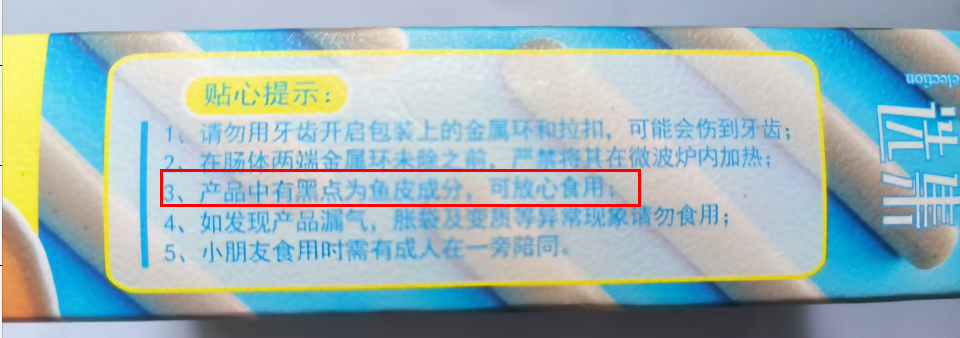 贴心提示：
1、请勿用牙齿开启包装上的金属环和拉扣，可能会伤到牙齿；
2、在肠体两端金属环未除之前，严禁将其在微波炉内加热；
3、产品中有黑点为鱼皮成分，可放心食用；
4、如发现产品漏气，胀袋及变质等异常现象请勿食用；
5、小朋友食用时需有成人在一旁陪同。
election